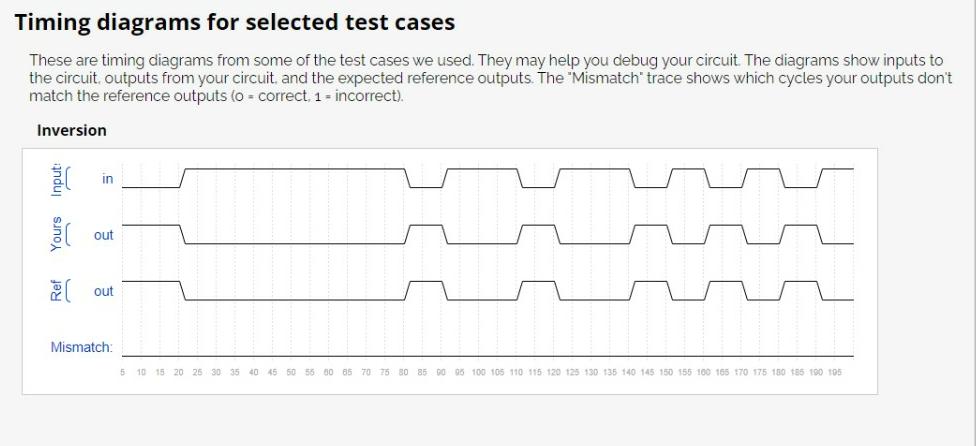 Timing diagrams for selected test cases
These are timing diagrams from some of the test cases we used. They may help you debug your circuit. The diagrams show inputs to
the circuit, outputs from your circuit, and the expected reference outputs. The "Mismatch" trace shows which cycles your outputs don't
match the reference outputs (0 = correct, 1 = incorrect).
Inversion
Inputs
in
Yours
out
Ref
out
Mismatch:
5 10 15 20 25 30 35 40 45 50 55 60 65 70 75 80 85 90 95 100 105 110 115 120 125 130 135 140 145 150 155 160 165 170 175 180 185 190 195